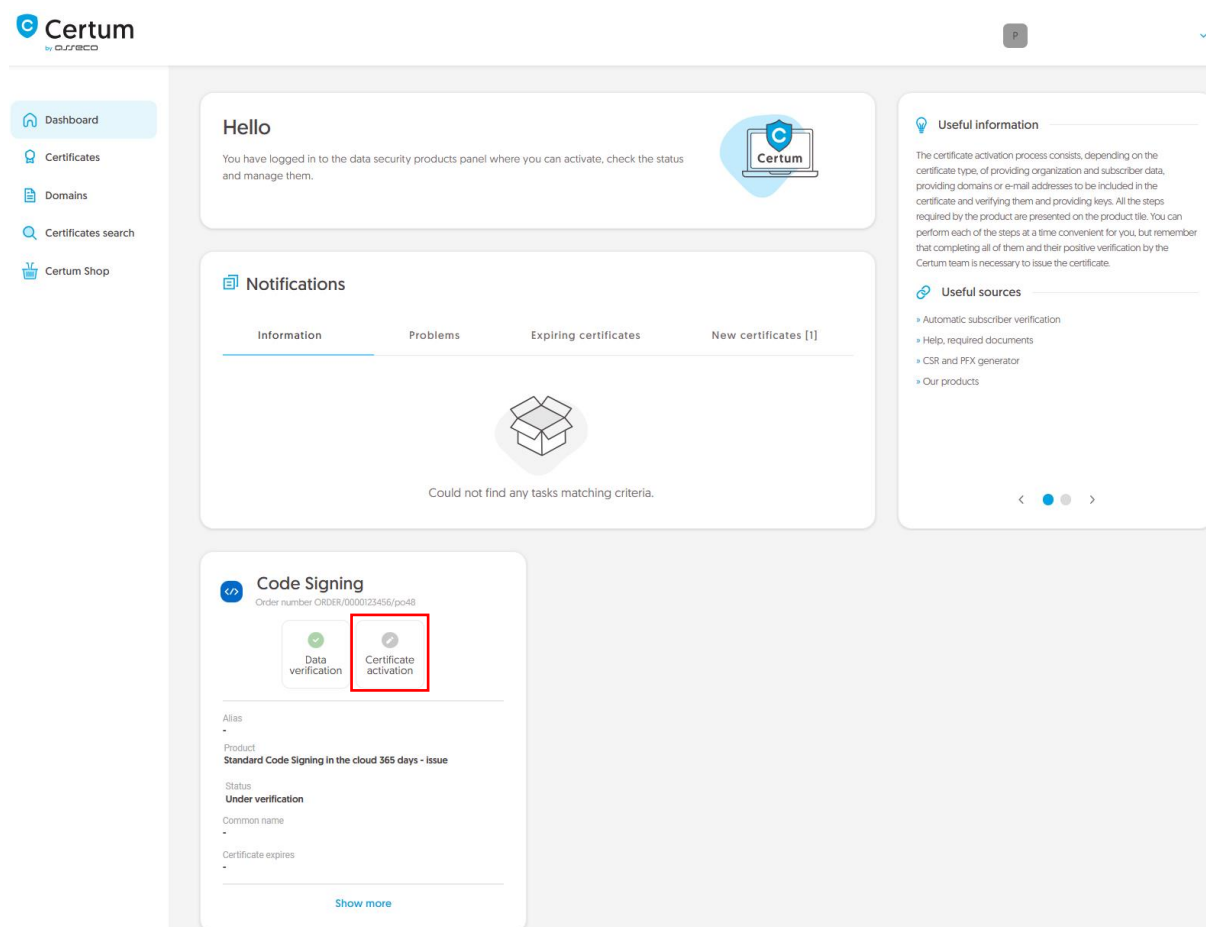 Certum
by asseco
P
Dashboard
Certificates
Domains
Certificates search
Certum Shop
Hello
You have logged in to the data security products panel where you can activate, check the status
and manage them.
Certum
Notifications
Information
Problems
Expiring certificates
New certificates [1]
Could not find any tasks matching criteria.
Useful information
The certificate activation process consists, depending on the
certificate type, of providing organization and subscriber data,
providing domains or e-mail addresses to be included in the
certificate and verifying them and providing keys. All the steps
required by the product are presented on the product tile. You can
perform each of the steps at a time convenient for you, but remember
that completing all of them and their positive verification by the
Certum team is necessary to issue the certificate.
Useful sources
» Automatic subscriber verification
» Help, required documents
» CSR and PFX generator
» Our products
Code Signing
Order number ORDER/0000123456/po48
Data
verification
Certificate
activation
Alias
-
Product
Standard Code Signing in the cloud 365 days - issue
Status
Under verification
Common name
-
Certificate expires
-
Show more